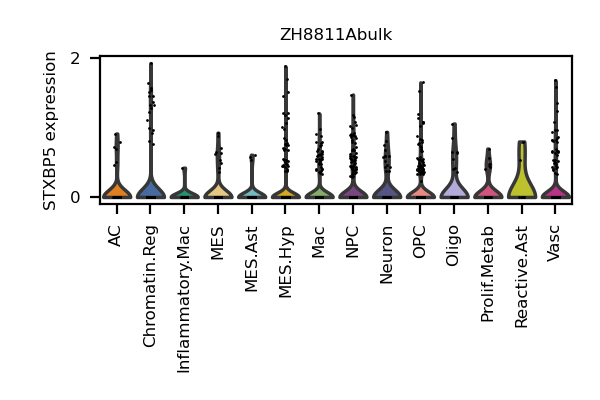 ZH8811Abulk
STXBP5 expression
2
0
AC
Chromatin.Reg
Inflammatory.Mac
MES
MES.Ast
MES.Hyp
Mac
NPC
Neuron
OPC
Oligo
Prolif.Metab
Reactive.Ast
Vasc